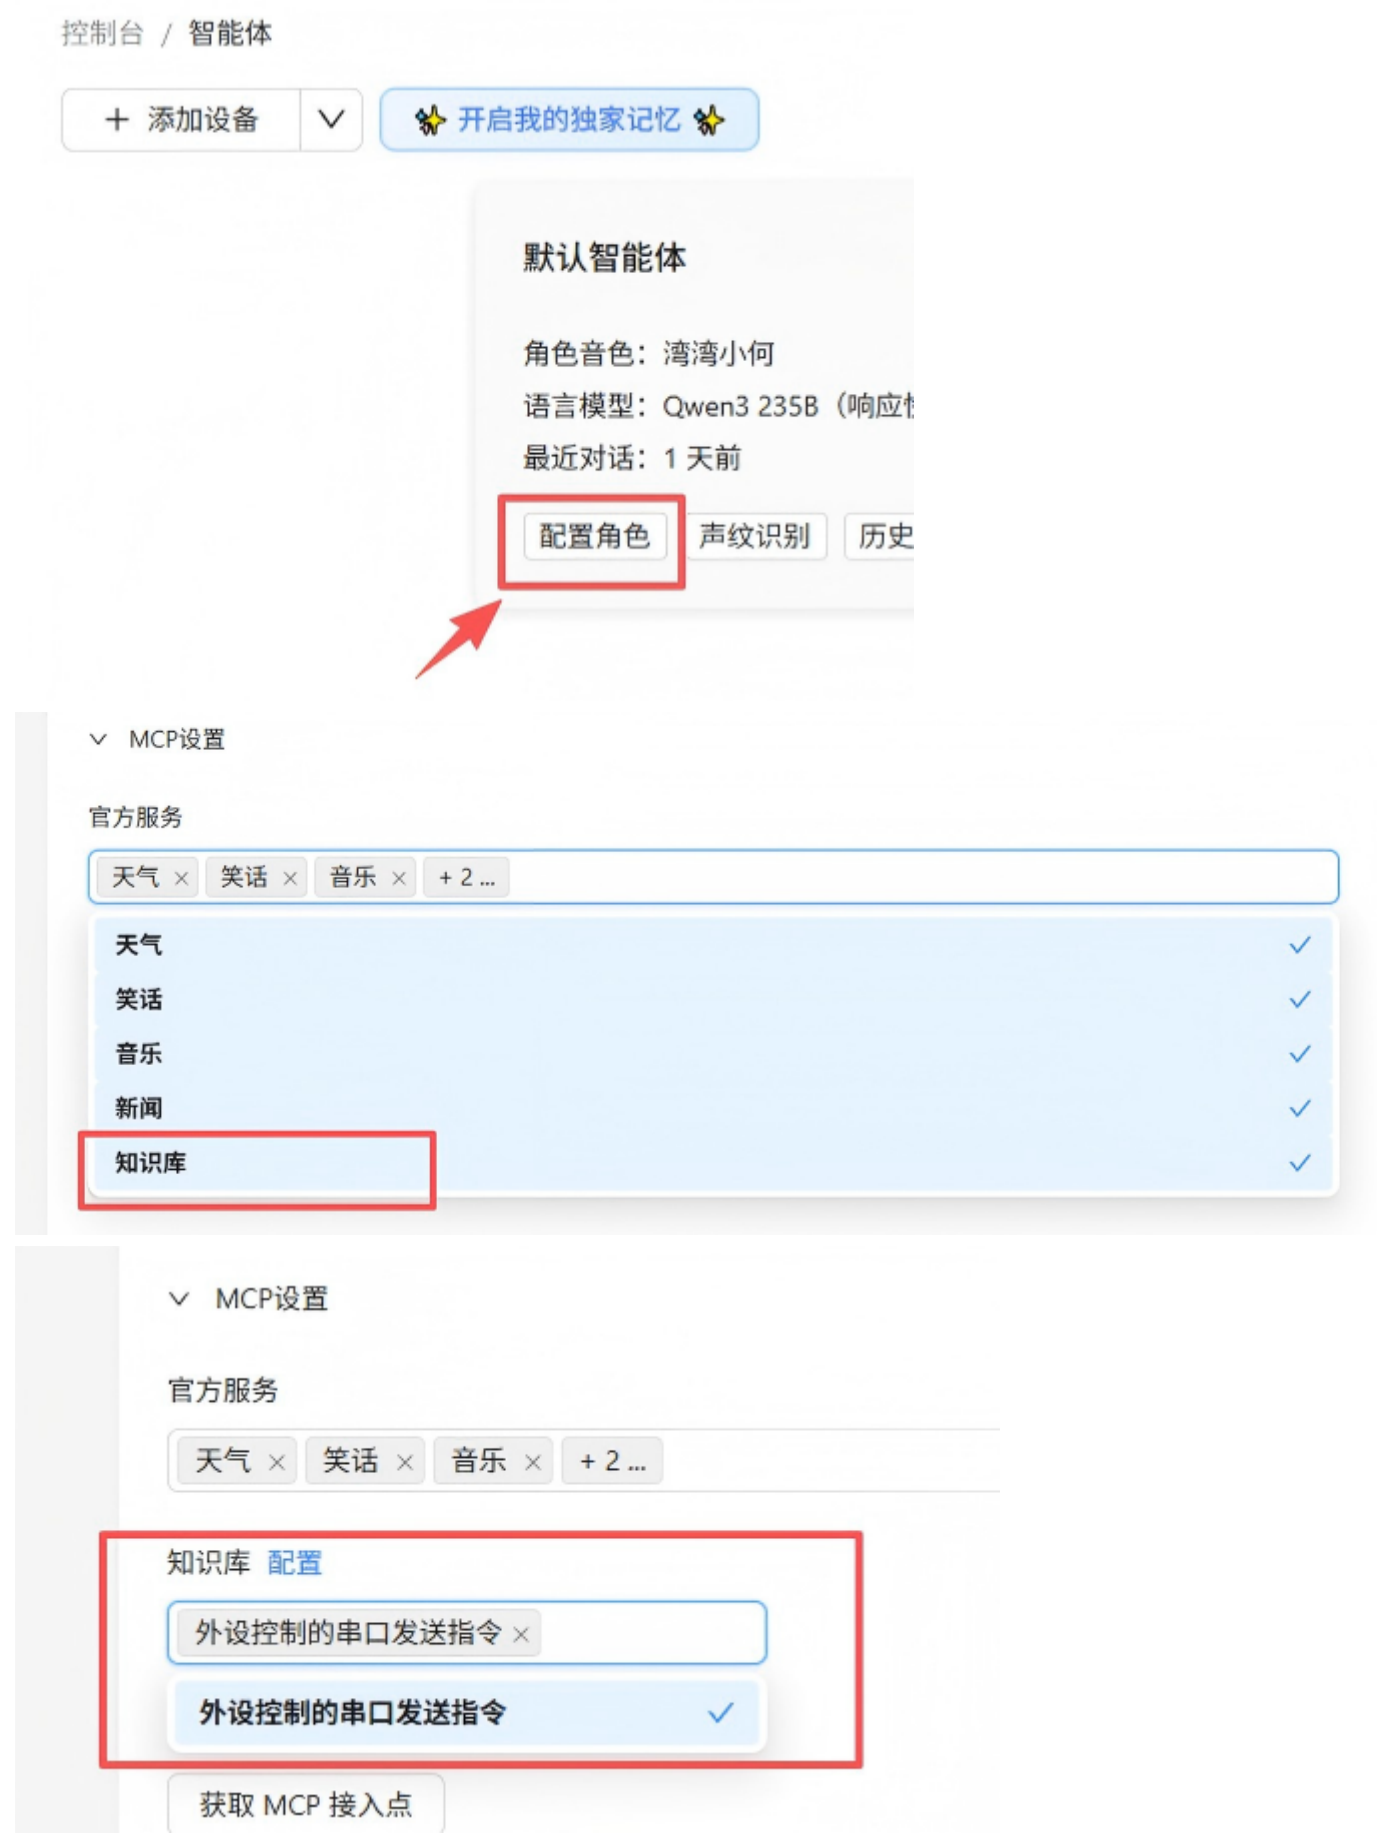 控制台 / 智能体
+ 添加设备
开启我的独家记忆
默认智能体
角色音色：湾湾小何
语言模型：Qwen3 235B（响应
最近对话：1 天前
配置角色 声纹识别 历史
MCP设置
官方服务
天气 × 笑话 × 音乐 × + 2 ...
天气
笑话
音乐
新闻
知识库
MCP设置
官方服务
天气 × 笑话 × 音乐 × + 2 ...
知识库 配置
外设控制的串口发送指令 ×
外设控制的串口发送指令
获取 MCP 接入点